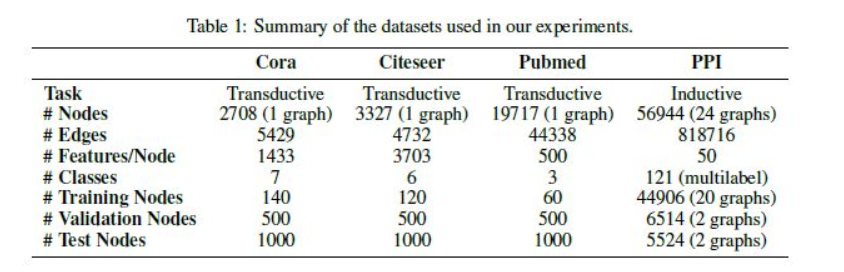 Table 1: Summary of the datasets used in our experiments.
Cora Citeseer Pubmed PPI
Task Transductive Transductive Transductive Inductive
# Nodes 2708 (1 graph) 3327 (1 graph) 19717 (1 graph) 56944 (24 graphs)
# Edges 5429 4732 44338 818716
# Features/Node 1433 3703 500 50
# Classes 7 6 3 121 (multilabel)
# Training Nodes 140 120 60 44906 (20 graphs)
# Validation Nodes 500 500 500 6514 (2 graphs)
# Test Nodes 1000 1000 1000 5524 (2 graphs)